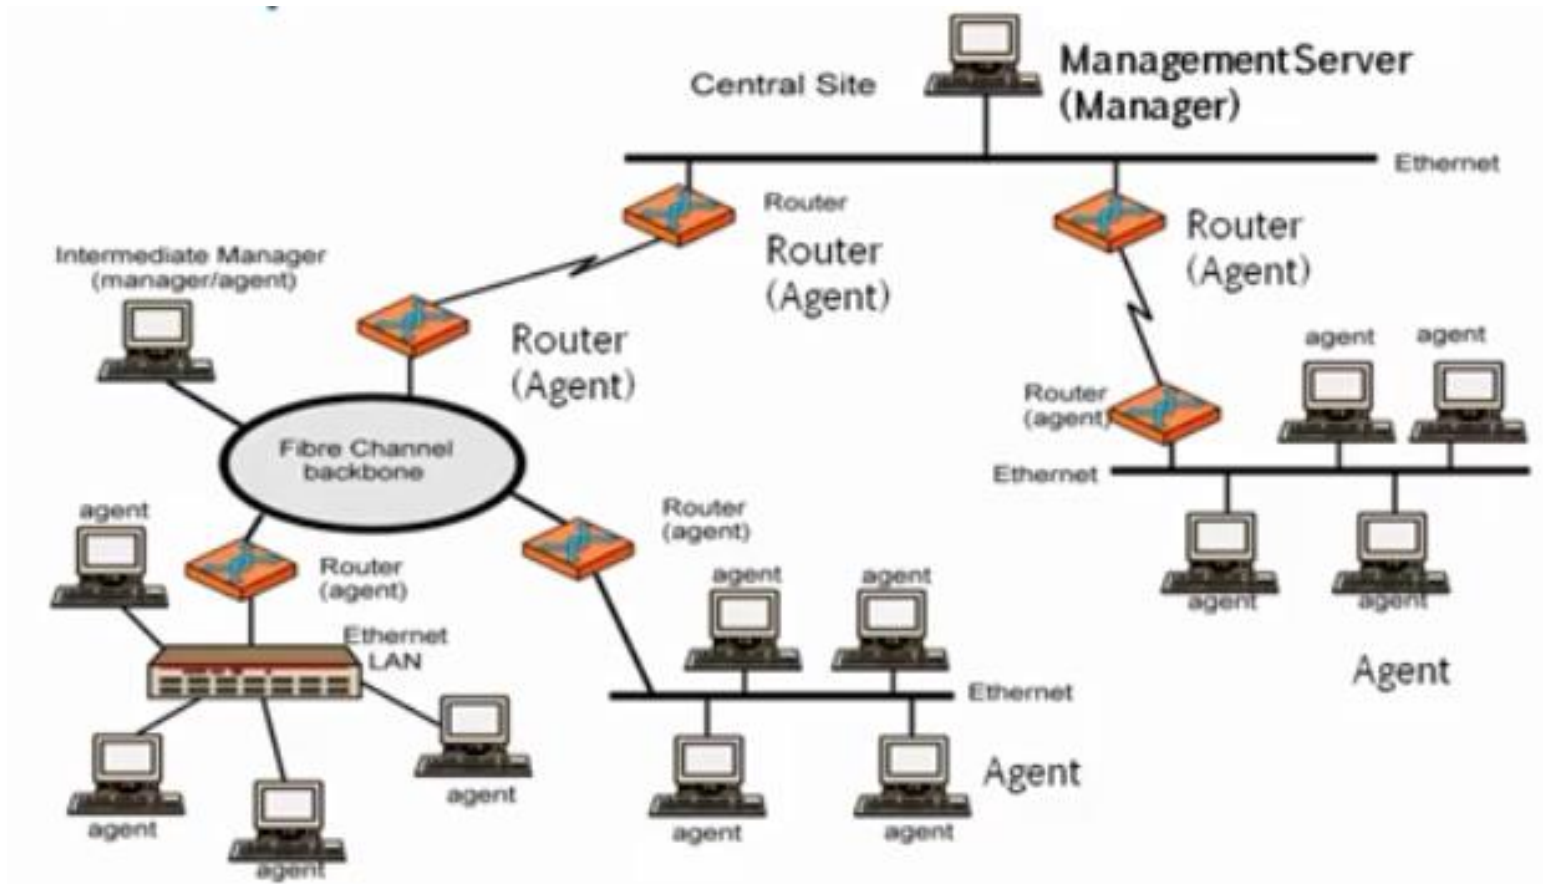 Central Site
Management Server
(Manager)
Ethernet
Router
Router
(Agent)
Router
(Agent)
Intermediate Manager
(manager/agent)
Router
(Agent)
agent
agent
Router
(agent)
Fibre Channel
backbone
Ethernet
agent
Router
(agent)
Router
(agent)
agent
agent
agent
agent
Ethernet
LAN
Agent
Ethernet
Agent
agent
agent
agent
agent
agent
agent